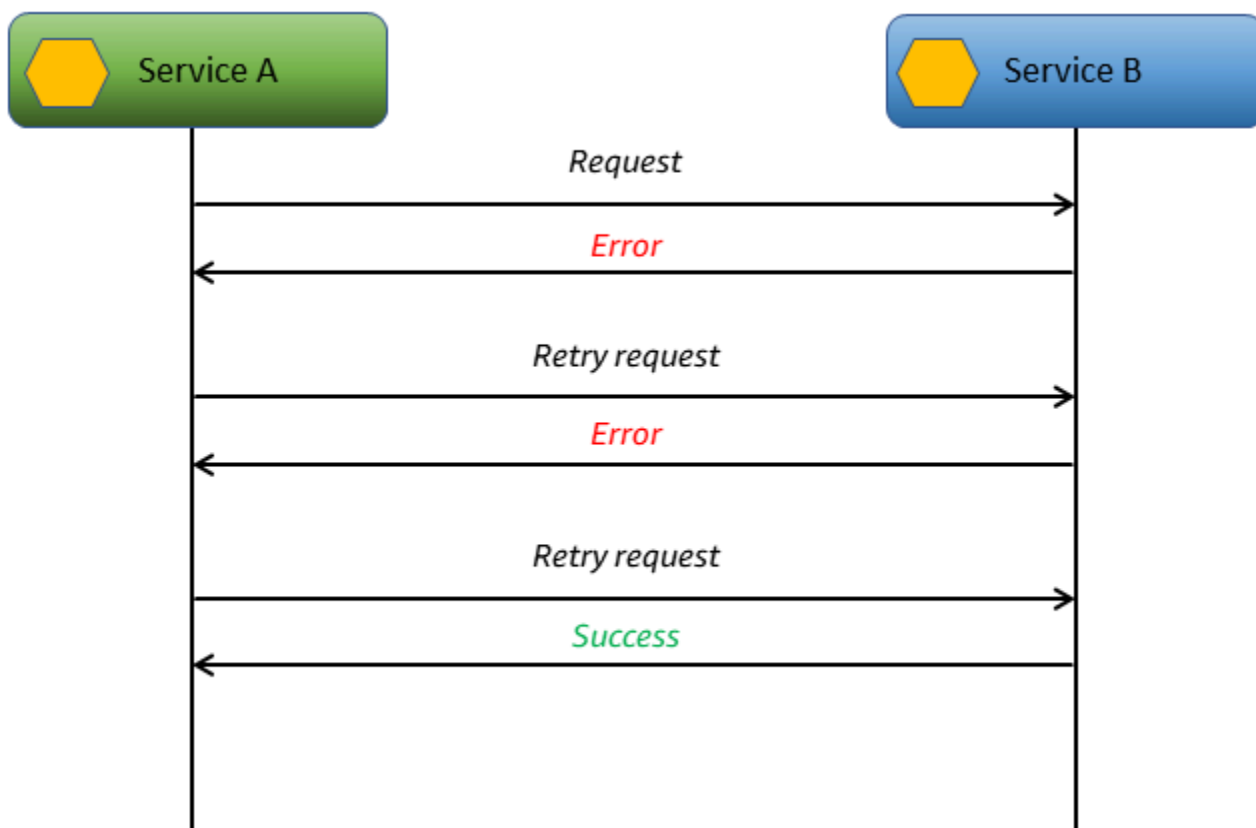 Service A
Service B
Request
Error
Retry request
Error
Retry request
Success